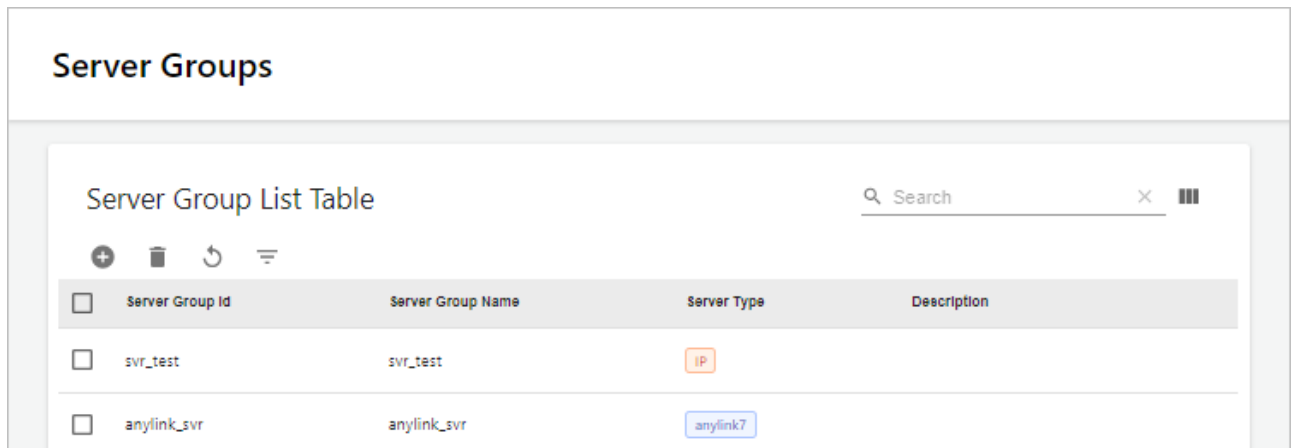 Server Groups
Server Group List Table
Search
Server Group Id Server Group Name Server Type Description
svr_test svr_test IP
anylink_svr anylink_svr anylink7